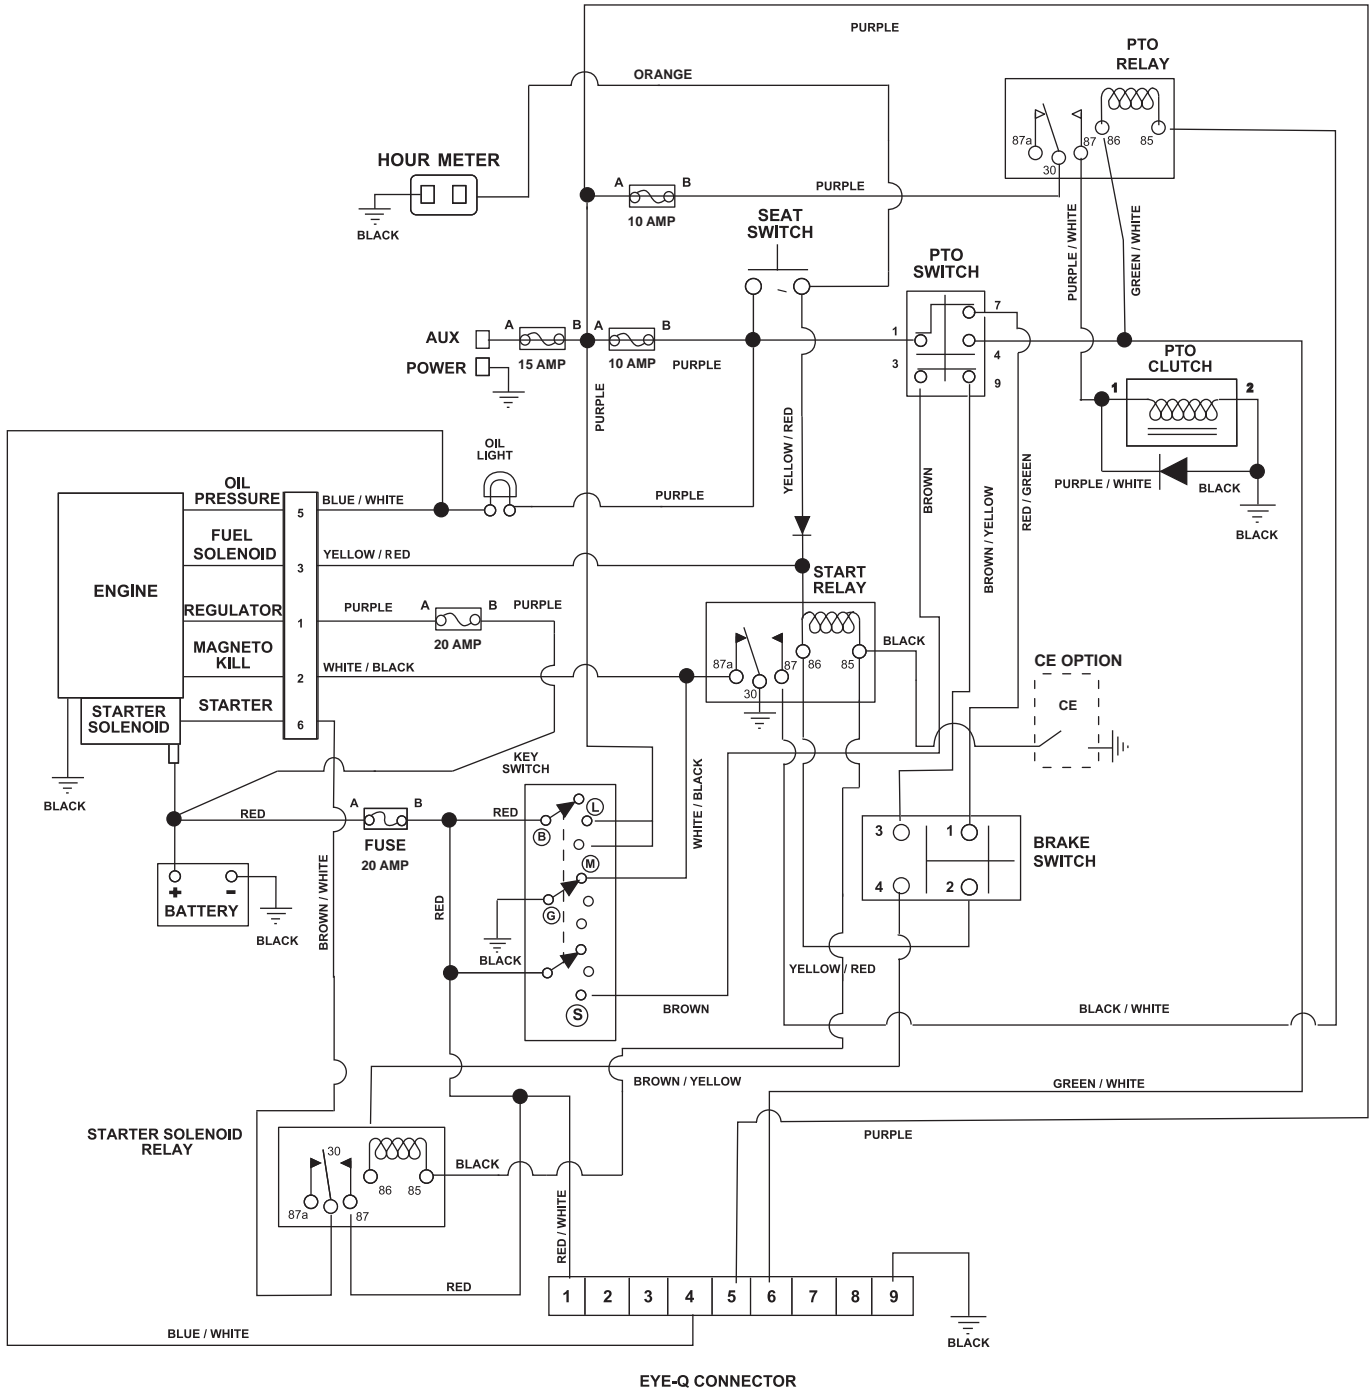 PURPLE
PTO
RELAY
ORANGE
87a
30
87
86
85
HOUR METER
BLACK
A
B
10 AMP
PURPLE
SEAT
SWITCH
PURPLE / WHITE
GREEN / WHITE
PTO
SWITCH
7
1
4
3
9
AUX
POWER
A
B
15 AMP
A
B
10 AMP
PURPLE
PURPLE
PTO
CLUTCH
1
2
PURPLE / WHITE
BLACK
BLACK
OIL
LIGHT
YELLOW / RED
BROWN
BROWN / YELLOW
RED / GREEN
OIL
PRESSURE
5
BLUE / WHITE
PURPLE
FUEL
SOLENOID
3
YELLOW / RED
ENGINE
REGULATOR
1
PURPLE
A
B
PURPLE
20 AMP
MAGNETO
KILL
2
WHITE / BLACK
STARTER
6
STARTER
SOLENOID
START
RELAY
87a
30
87
86
85
BLACK
CE OPTION
CE
BLACK
KEY
SWITCH
WHITE / BLACK
RED
A
B
FUSE
20 AMP
RED
B
L
M
G
S
BLACK
BROWN
3
1
4
2
BRAKE
SWITCH
+
-
BATTERY
BLACK
BROWN / WHITE
RED
YELLOW / RED
BLACK / WHITE
BROWN / YELLOW
GREEN / WHITE
PURPLE
STARTER SOLENOID
RELAY
30
87a
87
86
85
BLACK
RED / WHITE
RED
1
2
3
4
5
6
7
8
9
BLACK
BLUE / WHITE
EYE-Q CONNECTOR